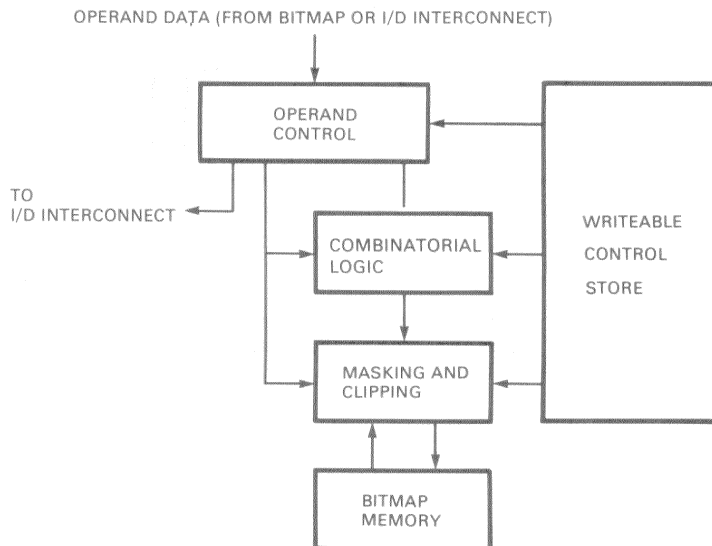 OPERAND DATA (FROM BITMAP OR I/D INTERCONNECT)
OPERAND
CONTROL
TO
I/D INTERCONNECT
COMBINATORIAL
LOGIC
WRITEABLE
CONTROL
STORE
MASKING AND
CLIPPING
BITMAP
MEMORY